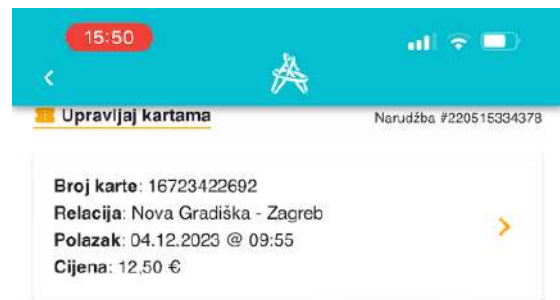 15:50
Upravljaj kartama
Narudžba #220515334378
Broj karte: 16723422692
Relacija: Nova Gradiška - Zagreb
Polazak: 04.12.2023 @ 09:55
Cijena: 12,50 €